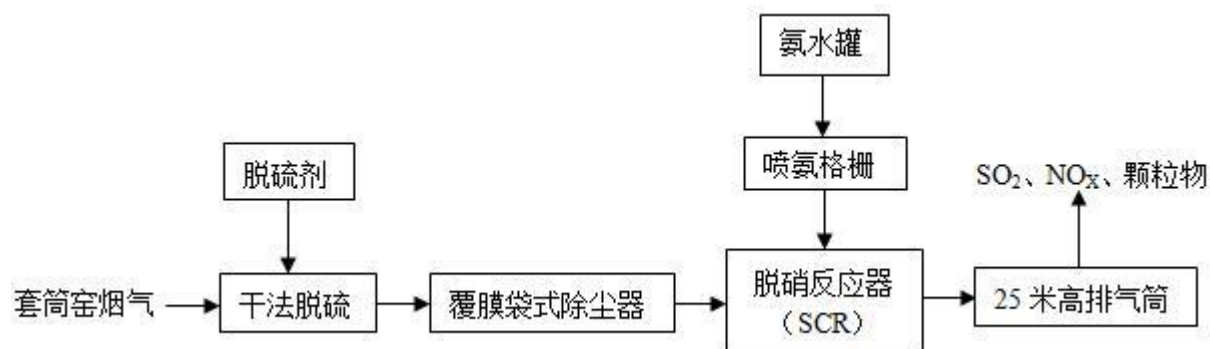 氨水罐
脱硫剂
喷氨格栅
SO₂、NOX、颗粒物
套筒窑烟气
干法脱硫
覆膜袋式除尘器
脱硝反应器
（SCR）
25 米高排气筒